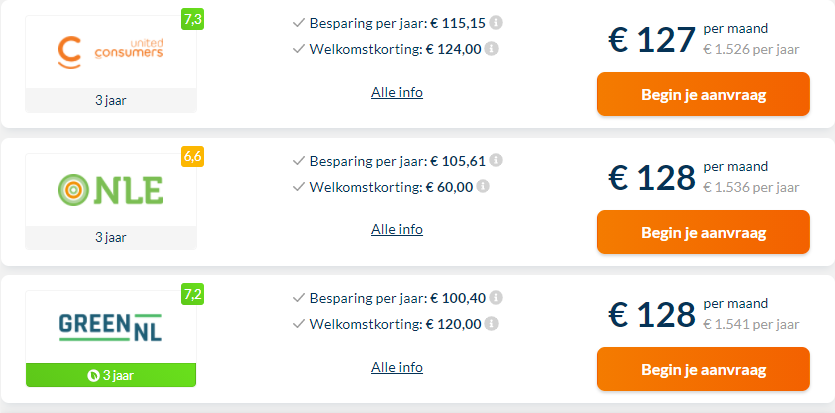 7,3
united
consumers
3 jaar
Besparing per jaar: € 115,15
Welkomstkorting: € 124,00
Alle info
€ 127 per maand
€ 1.526 per jaar
Begin je aanvraag
6,6
NLE
3 jaar
Besparing per jaar: € 105,61
Welkomstkorting: € 60,00
Alle info
€ 128 per maand
€ 1.536 per jaar
Begin je aanvraag
7,2
GREEN NL
3 jaar
Besparing per jaar: € 100,40
Welkomstkorting: € 120,00
Alle info
€ 128 per maand
€ 1.541 per jaar
Begin je aanvraag